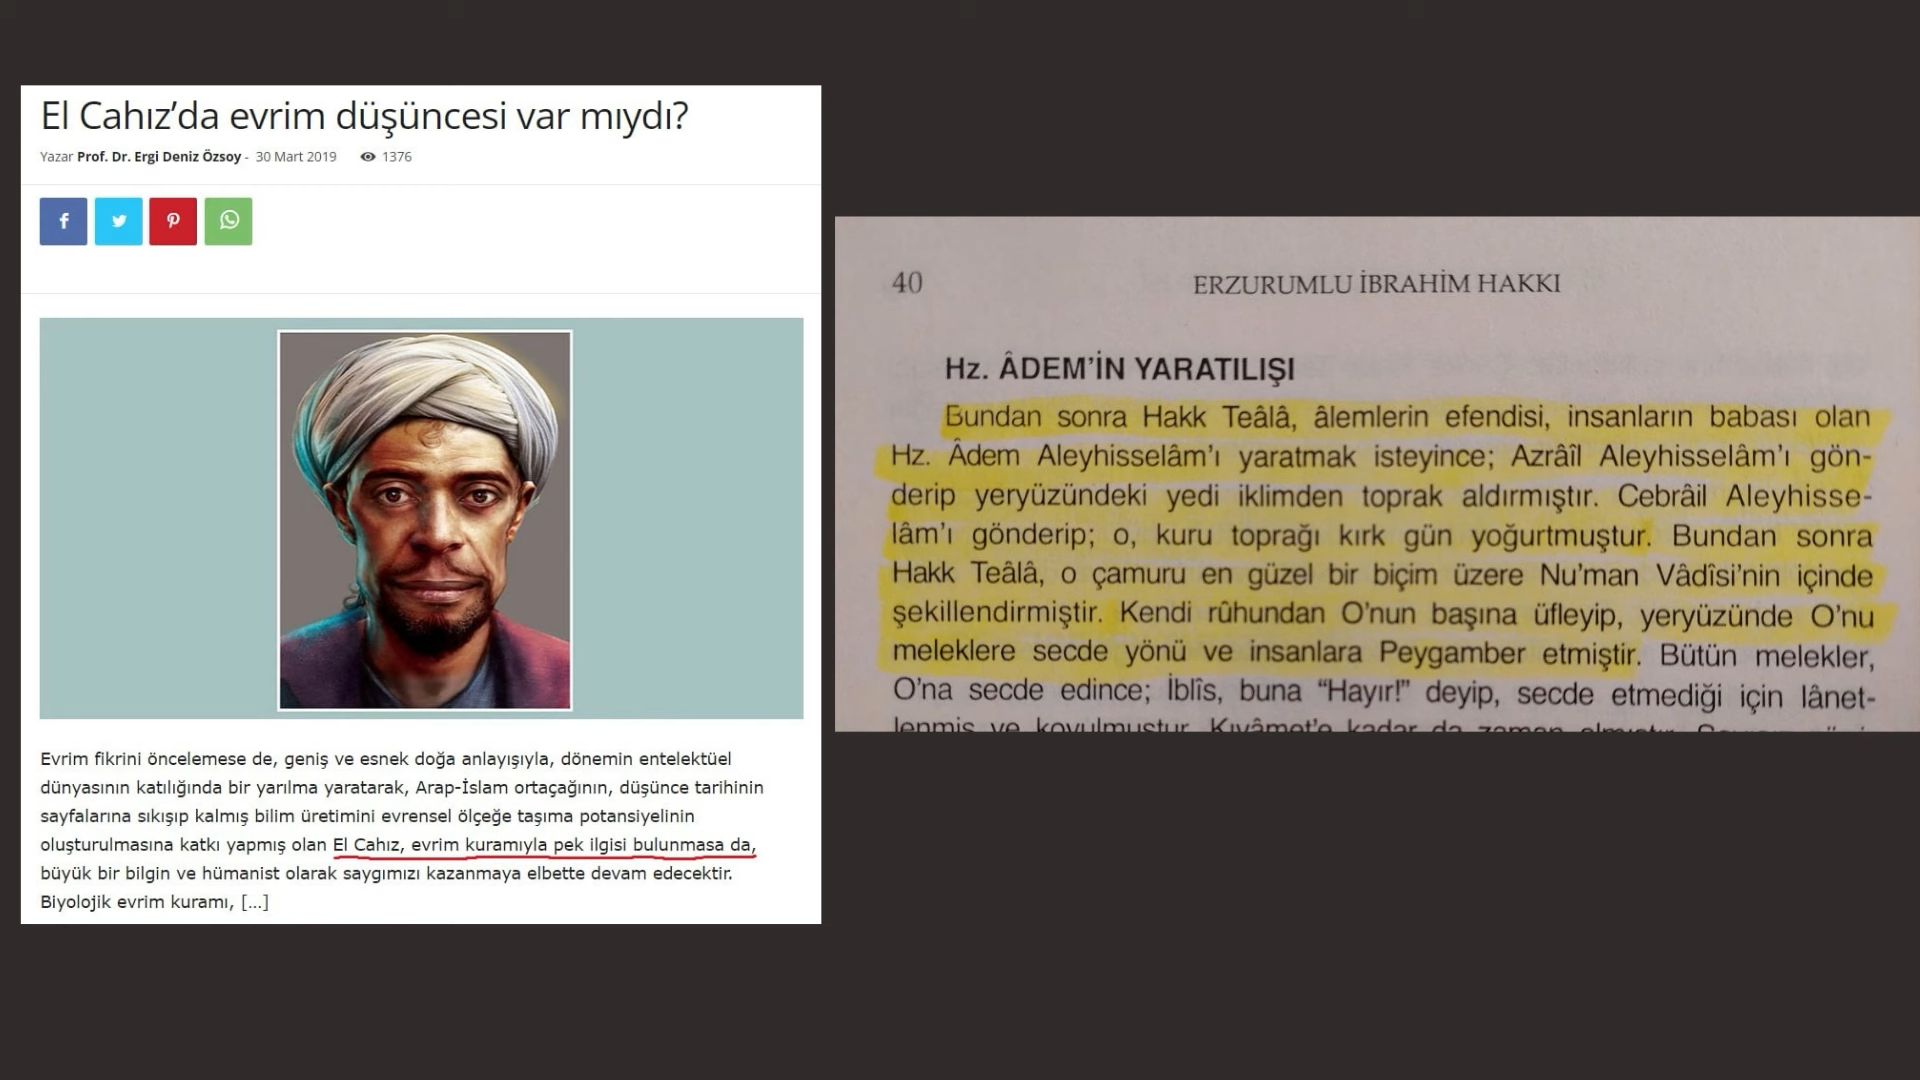 El Cahız’da evrim düşüncesi var mıydı?
Yazar Prof. Dr. Ergi Deniz Özsoy - 30 Mart 2019 1376
Evrim fikrini öncelemese de, geniş ve esnek doğa anlayışıyla, dönemin entelektüel
dünyasının katılığında bir yarılma yaratarak, Arap-İslam ortaçağının, düşünce tarihinin
sayfalarına sıkışıp kalmış bilim üretimini evrensel ölçeğe taşıma potansiyelinin
oluşturulmasına katkı yapmış olan El Cahız, evrim kuramıyla pek ilgisi bulunmasa da,
büyük bir bilgin ve hümanist olarak saygımızı kazanmaya elbette devam edecektir.
Biyolojik evrim kuramı, [...]
40 ERZURUMLU İBRAHİM HAKKI
Hz. ÂDEM’İN YARATILIŞI
Bundan sonra Hakk Teâlâ, âlemlerin efendisi, insanların babası olan
Hz. Âdem Aleyhisselâm’ı yaratmak isteyince; Azrâîl Aleyhisselâm’ı gön-
derip yeryüzündeki yedi iklimden toprak aldırmıştır. Cebrâil Aleyhisse-
lâm’ı gönderip; o, kuru toprağı kırk gün yoğurtmuştur. Bundan sonra
Hakk Teâlâ, o çamuru en güzel bir biçim üzere Nu’man Vâdîsi’nin içinde
şekillendirmiştir. Kendi rûhundan O’nun başına üfleyip, yeryüzünde O’nu
meleklere secde yönü ve insanlara Peygamber etmiştir. Bütün melekler,
O’na secde edince; İblîs, buna “Hayır!” deyip, secde etmediği için lânet-
lenmiş ve kovulmuştur. Kıyâmet’e kadar da zaman